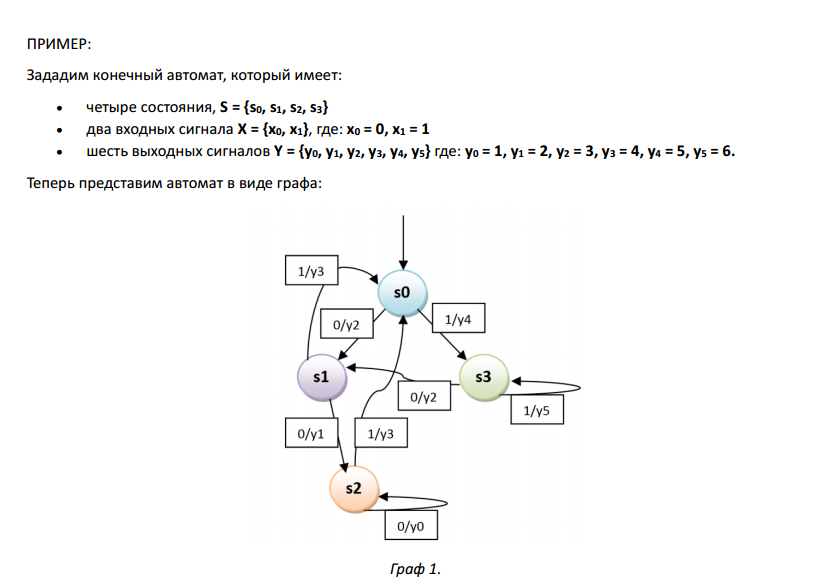 ПРИМЕР:
Зададим конечный автомат, который имеет:
• четыре состояния, S = {s0, s1, s2, s3}
• два входных сигнала X = {x0, x1}, где: x0 = 0, x1 = 1
• шесть выходных сигналов Y = {y0, y1, y2, y3, y4, y5} где: y0 = 1, y1 = 2, y2 = 3, y3 = 4, y4 = 5, y5 = 6.
Теперь представим автомат в виде графа:
1/y3
s0
0/y2
1/y4
s1
s3
0/y2
1/y5
0/y1
1/y3
s2
0/y0
Граф 1.